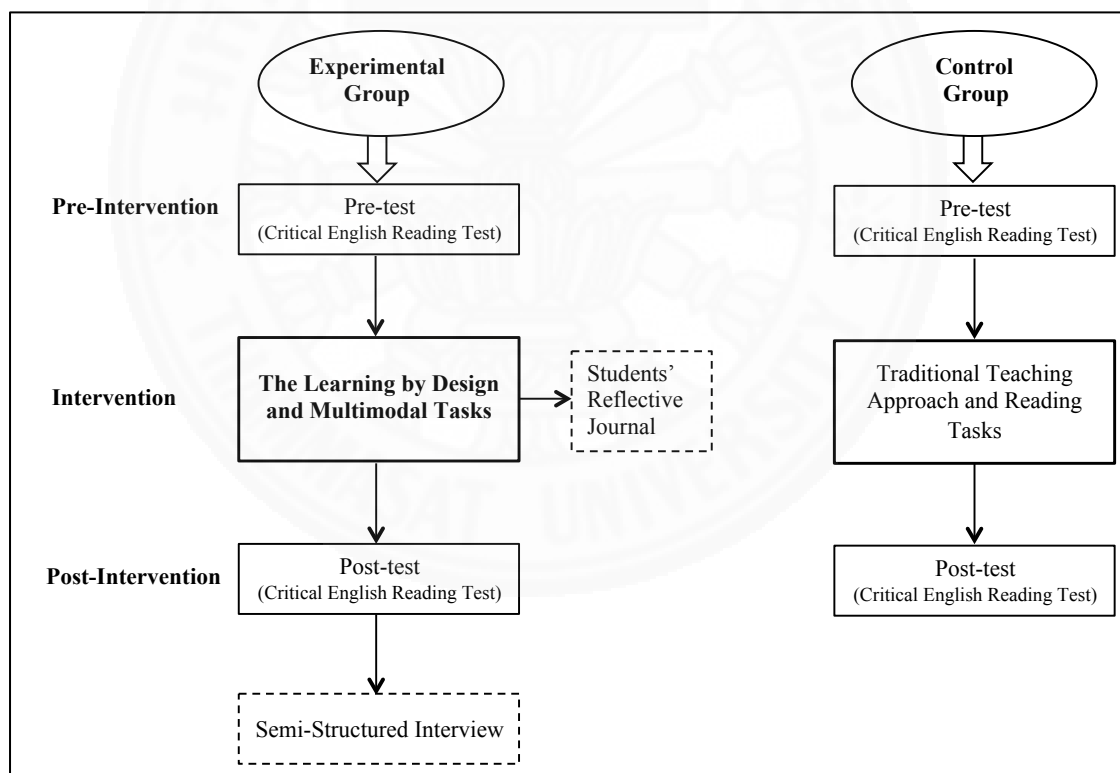 Experimental
Group
Control
Group
Pre-Intervention
Pre-test
(Critical English Reading Test)
Pre-test
(Critical English Reading Test)
Intervention
The Learning by Design
and Multimodal Tasks
Students’
Reflective
Journal
Traditional Teaching
Approach and Reading
Tasks
Post-Intervention
Post-test
(Critical English Reading Test)
Post-test
(Critical English Reading Test)
Semi-Structured Interview
THAMMASAT UNIVERSITY